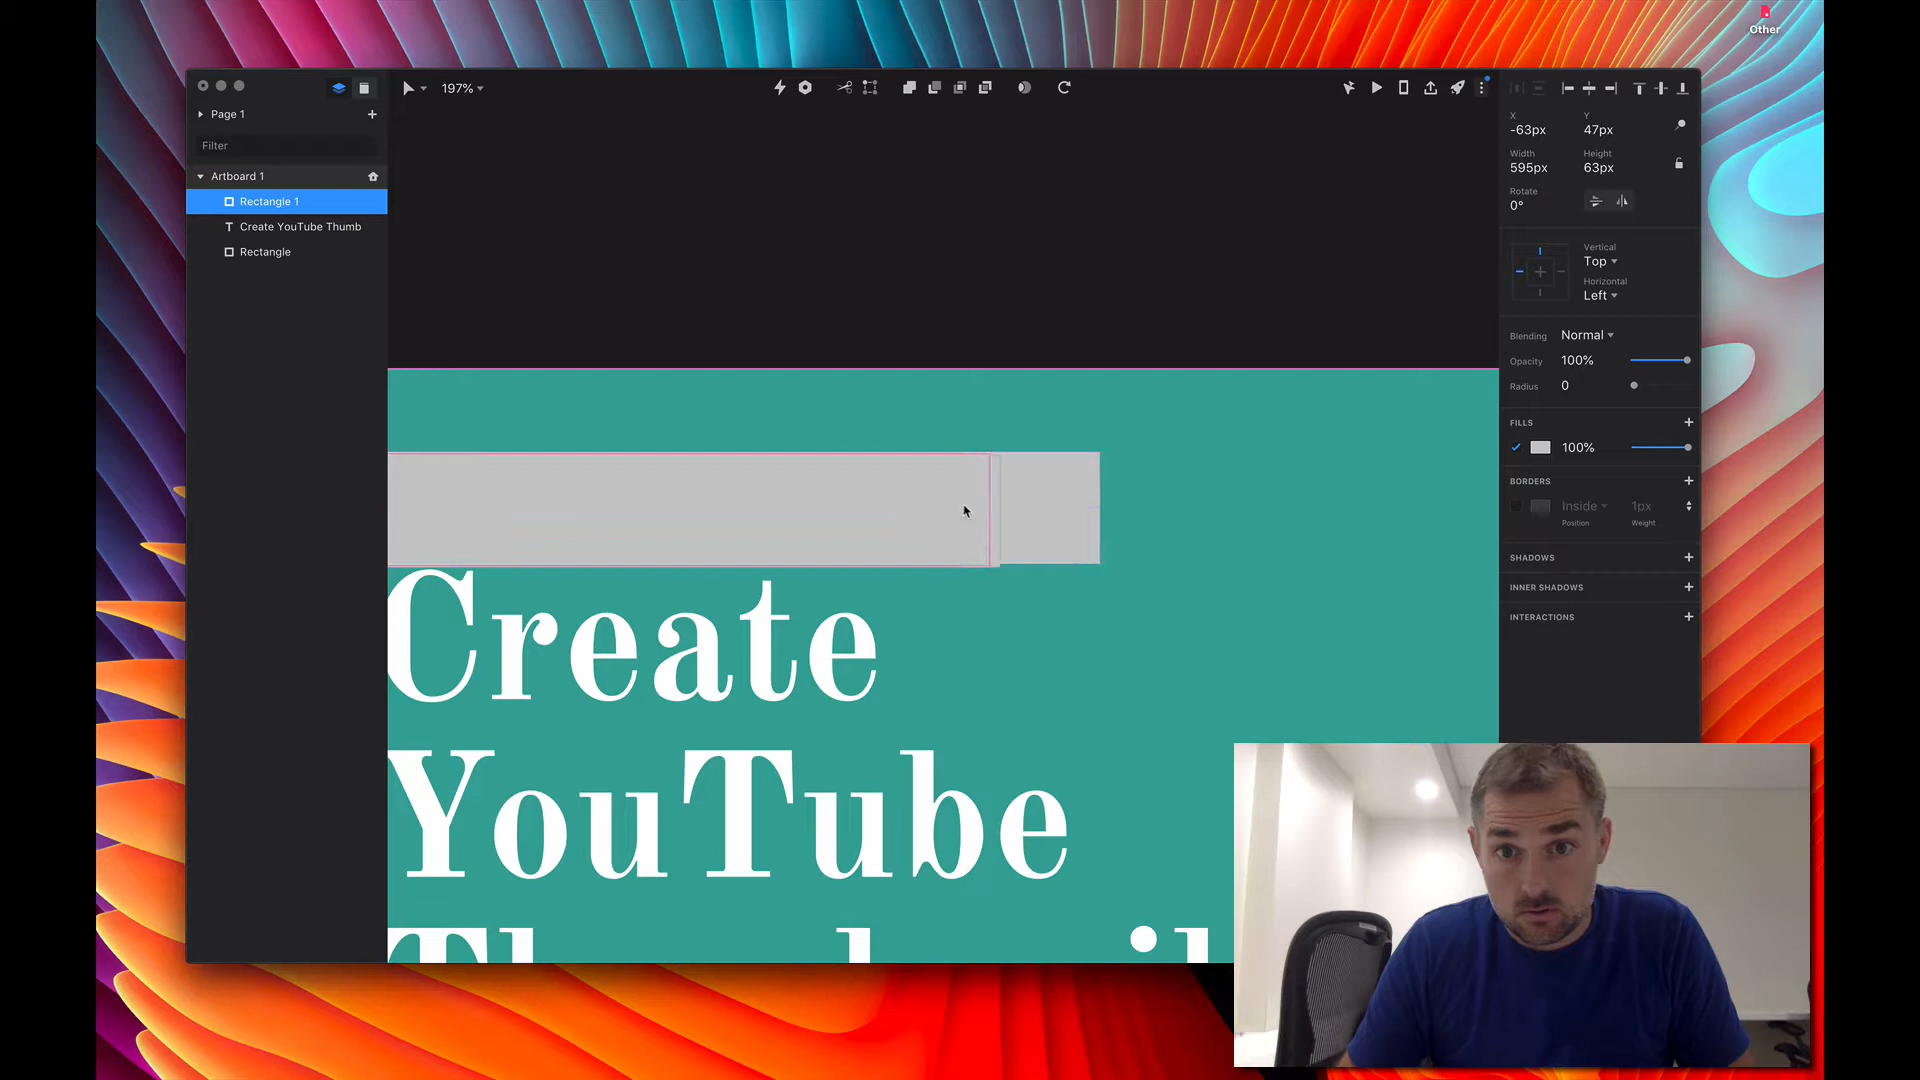 Other
197%
Page 1
Filter
Artboard 1
Rectangle 1
Create YouTube Thumb
Rectangle
X
Y
-63px
47px
Width
Height
595px
63px
Rotate
0°
Vertical
Top
Horizontal
Left
Blending
Normal
Opacity
100%
Radius
0
FILLS
100%
BORDERS
Inside
1px
Position
Weight
SHADOWS
INNER SHADOWS
INTERACTIONS
Create
YouTube